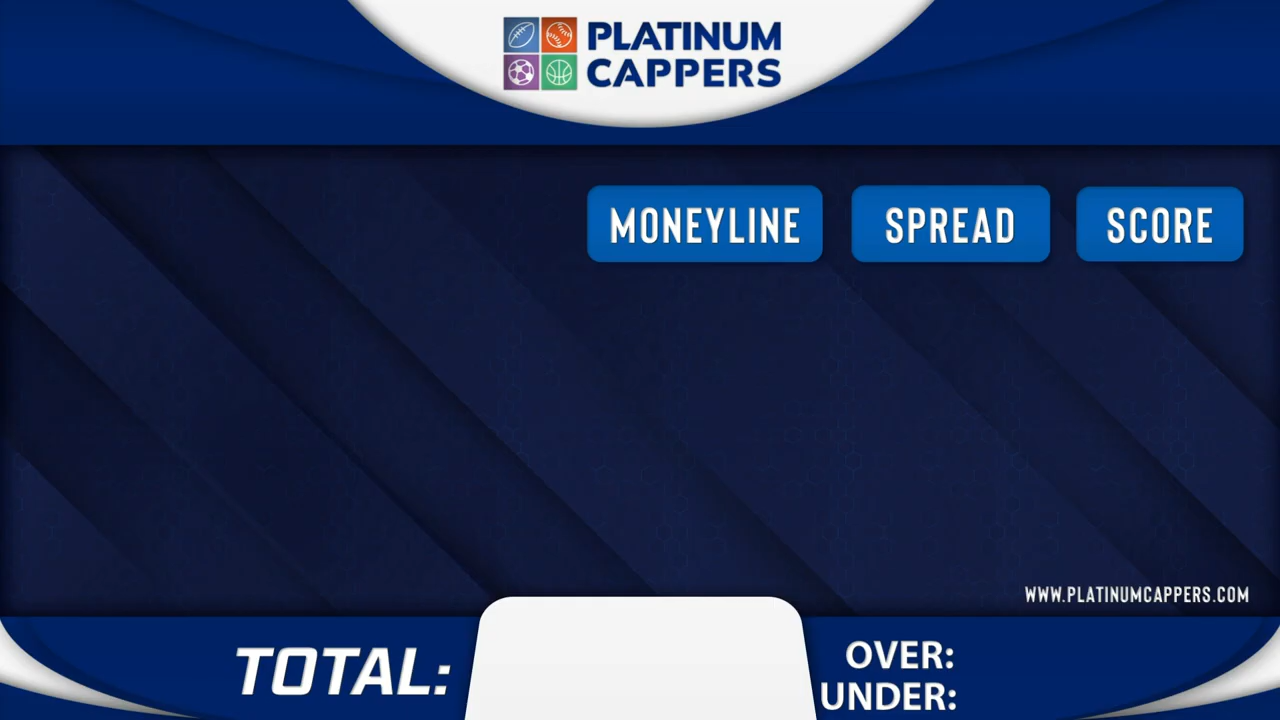 PLATINUM
CAPPERS
MONEYLINE SPREAD SCORE
WWW.PLATINUMCAPPERS.COM
TOTAL:
OVER:
UNDER: